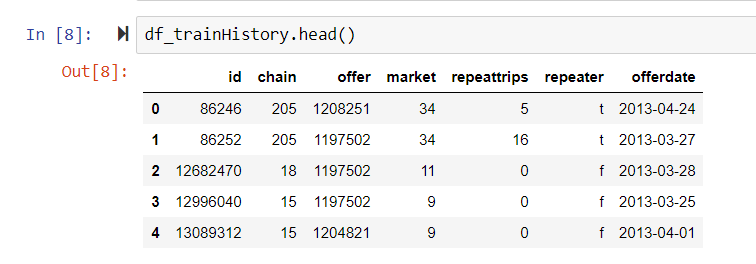 In [8]: df_trainHistory.head()
Out[8]:
id chain offer market repeattrips repeater offerdate
0 86246 205 1208251 34 5 t 2013-04-24
1 86252 205 1197502 34 16 t 2013-03-27
2 12682470 18 1197502 11 0 f 2013-03-28
3 12996040 15 1197502 9 0 f 2013-03-25
4 13089312 15 1204821 9 0 f 2013-04-01